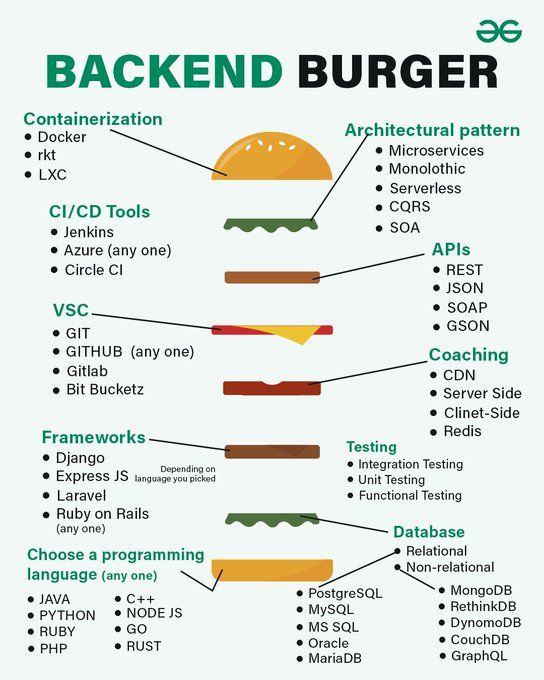 BACKEND BURGER
Containerization
Docker
rkt
LXC
Architectural pattern
Microservices
Monolothic
Serverless
CQRS
SOA
CI/CD Tools
Jenkins
Azure (any one)
Circle CI
APIs
REST
JSON
SOAP
GSON
VSC
GIT
GITHUB (any one)
Gitlab
Bit Bucketz
Coaching
CDN
Server Side
Clinet-Side
Redis
Frameworks
Django
Express JS
Laravel
Ruby on Rails
(any one)
Depending on
language you picked
Testing
Integration Testing
Unit Testing
Functional Testing
Database
Relational
Non-relational
Choose a programming
language (any one)
JAVA
PYTHON
RUBY
PHP
C++
NODE JS
GO
RUST
PostgreSQL
MySQL
MS SQL
Oracle
MariaDB
MongoDB
RethinkDB
DynomoDB
CouchDB
GraphQL